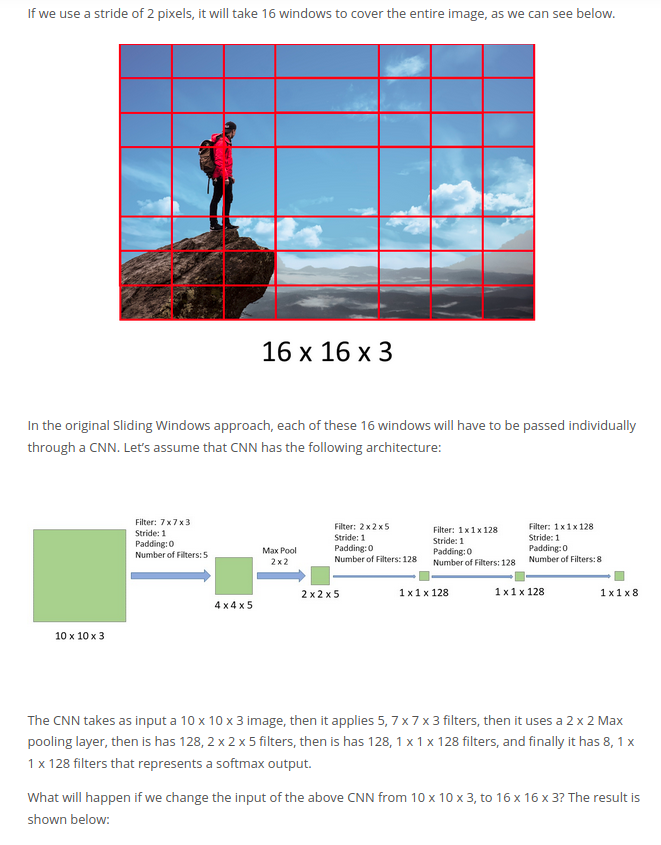 If we use a stride of 2 pixels, it will take 16 windows to cover the entire image, as we can see below.
16 x 16 x 3
In the original Sliding Windows approach, each of these 16 windows will have to be passed individually
through a CNN. Let's assume that CNN has the following architecture:
Filter: 7 x 7 x 3
Stride: 1
Padding: 0
Number of Filters: 5
Max Pool
2 x 2
Filter: 2 x 2 x 5
Stride: 1
Padding: 0
Number of Filters: 128
Filter: 1 x 1 x 128
Stride: 1
Padding: 0
Number of Filters: 128
Filter: 1 x 1 x 128
Stride: 1
Padding: 0
Number of Filters: 8
10 x 10 x 3
4 x 4 x 5
2 x 2 x 5
1 x 1 x 128
1 x 1 x 128
1 x 1 x 8
The CNN takes as input a 10 x 10 x 3 image, then it applies 5, 7 x 7 x 3 filters, then it uses a 2 x 2 Max
pooling layer, then is has 128, 2 x 2 x 5 filters, then is has 128, 1 x 1 x 128 filters, and finally it has 8, 1 x
1 x 128 filters that represents a softmax output.
What will happen if we change the input of the above CNN from 10 x 10 x 3, to 16 x 16 x 3? The result is
shown below: